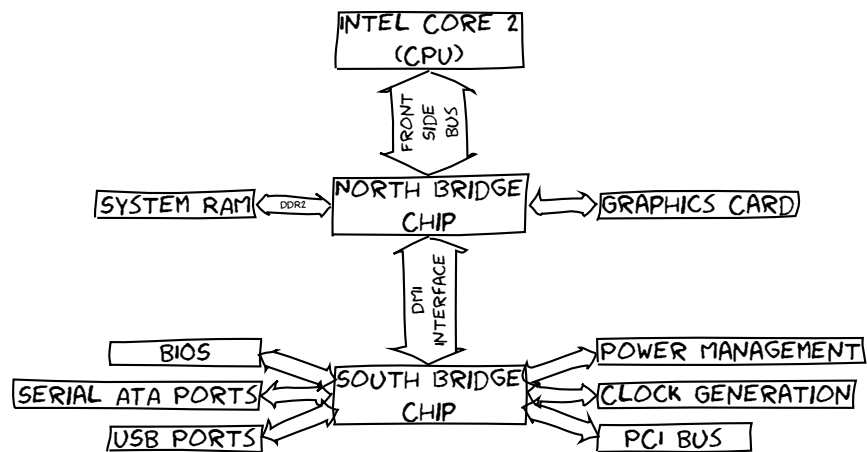 INTEL CORE 2
(CPU)
FRONT
SIDE
BUS
SYSTEM RAM
DDR2
NORTH BRIDGE
CHIP
GRAPHICS CARD
DMI
INTERFACE
BIOS
SERIAL ATA PORTS
USB PORTS
SOUTH BRIDGE
CHIP
POWER MANAGEMENT
CLOCK GENERATION
PCI BUS